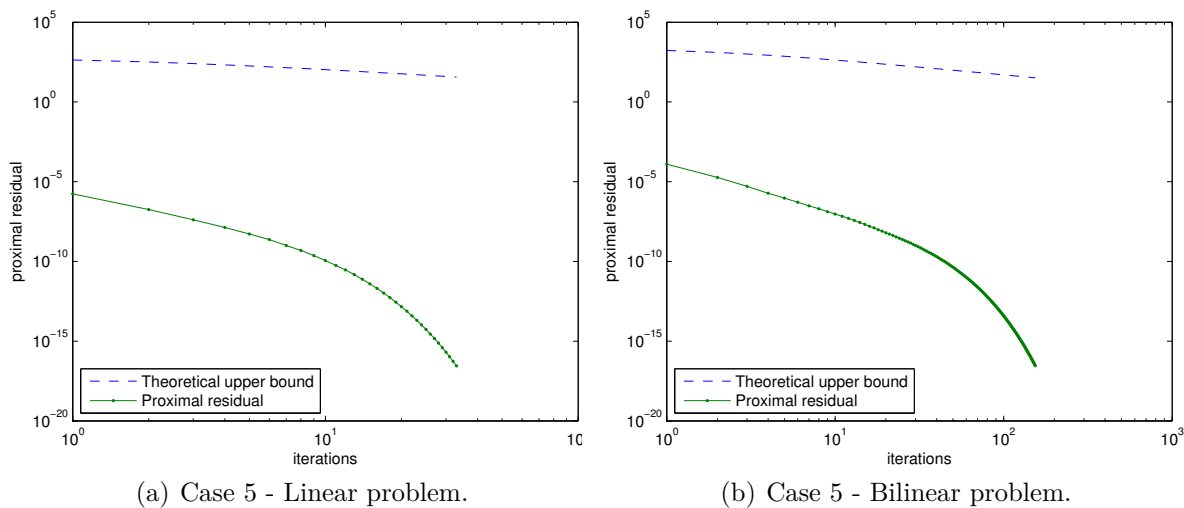 10^5
10^0
10^-5
10^-10
10^-15
10^-20
proximal residual
Theoretical upper bound
Proximal residual
10^0
10^1
10
iterations
(a) Case 5 - Linear problem.
10^5
10^0
10^-5
10^-10
10^-15
10^-20
proximal residual
Theoretical upper bound
Proximal residual
10^0
10^1
10^2
10^3
iterations
(b) Case 5 - Bilinear problem.